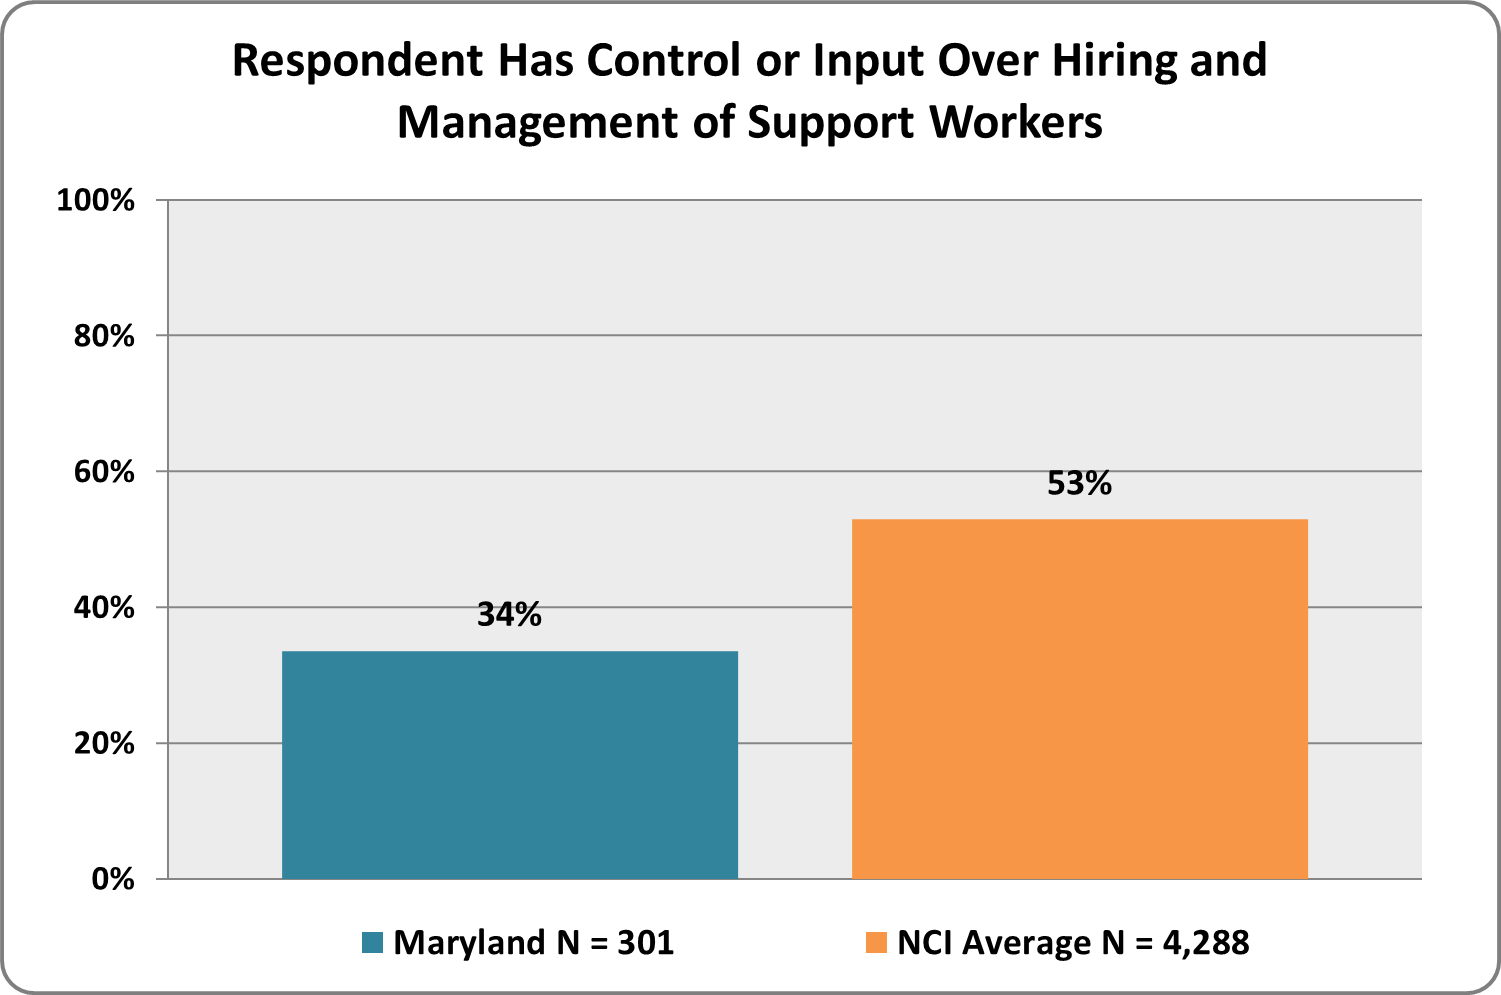 Respondent Has Control or Input Over Hiring and
Management of Support Workers
100%
80%
60%
53%
40%
34%
20%
0%
Maryland N = 301
NCI Average N = 4,288